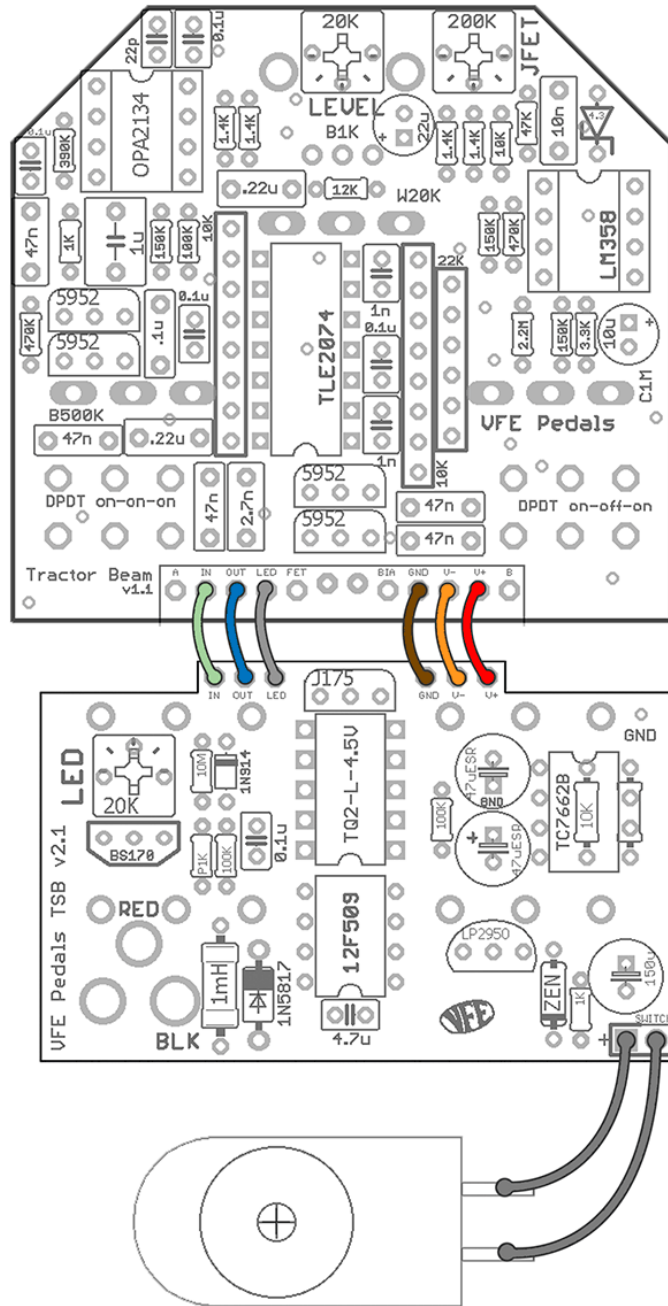 22p
0.1u
20K
200K
JFET
OPA2134
LEVEL
B1K
22u
0.1u
390K
1.4K
1.4K
1.4K
1.4K
10K
47K
10n
4.3
.22u
12K
W20K
47n
1K
1u
150K
100K
10K
150K
470K
LM358
22K
5952
5952
470K
.1u
0.1u
TLE2074
1n
0.1u
1n
2.2M
150K
3.9K
10u
C1M
B500K
47n
.22u
VFE Pedals
10K
DPDT on-on-on
47n
2.7n
5952
5952
47n
47n
DPDT on-off-on
Tractor Beam
v1.1
A
IN
OUT
LED
FET
BIA
GND
V-
V+
B
IN
OUT
LED
J175
GND
V-
V+
GND
LED
20K
10M
1N914
TQ2-L-4.5V
47uESR
GND
100K
TC7662B
10K
BS170
P1K
100K
0.1u
47uESR
VFE Pedals TSB v2.1
RED
12F509
LP2950
1mH
1N5817
ZEN
1K
150u
BLK
4.7u
VFE
+
SWITCH